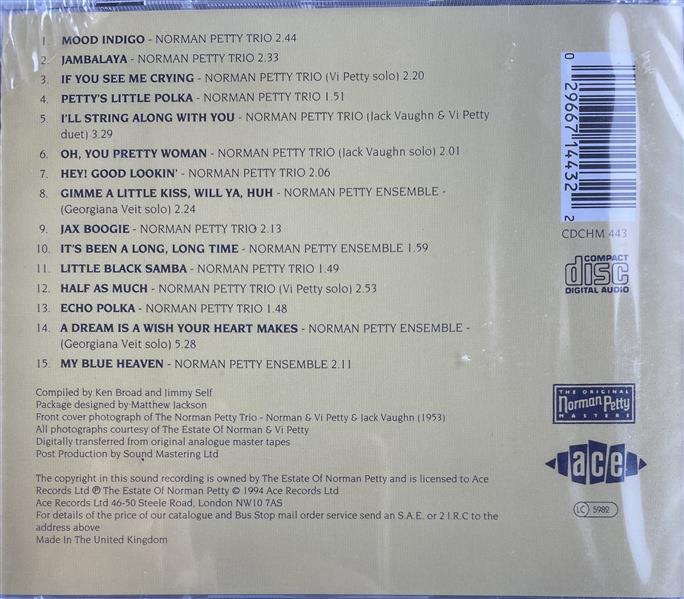 1. MOOD INDIGO - NORMAN PETTY TRIO 2.44
2. JAMBALAYA - NORMAN PETTY TRIO 2.33
3. IF YOU SEE ME CRYING - NORMAN PETTY TRIO (Vi Petty solo) 2.20
4. PETTY'S LITTLE POLKA - NORMAN PETTY TRIO 1.51
5. I'LL STRING ALONG WITH YOU - NORMAN PETTY TRIO (Jack Vaughn & Vi Petty
duet) 3.29
6. OH, YOU PRETTY WOMAN - NORMAN PETTY TRIO (Jack Vaughn solo) 2.01
7. HEY! GOOD LOOKIN' - NORMAN PETTY TRIO 2.06
8. GIMME A LITTLE KISS, WILL YA, HUH - NORMAN PETTY ENSEMBLE -
(Georgiana Veit solo) 2.24
9. JAX BOOGIE - NORMAN PETTY TRIO 2.13
10. IT'S BEEN A LONG, LONG TIME - NORMAN PETTY ENSEMBLE 1.59
11. LITTLE BLACK SAMBA - NORMAN PETTY TRIO 1.49
12. HALF AS MUCH - NORMAN PETTY TRIO (Vi Petty solo) 2.53
13. ECHO POLKA - NORMAN PETTY TRIO 1.48
14. A DREAM IS A WISH YOUR HEART MAKES - NORMAN PETTY ENSEMBLE -
(Georgiana Veit solo) 5.28
15. MY BLUE HEAVEN - NORMAN PETTY ENSEMBLE 2.11
Compiled by Ken Broad and Jimmy Self
Package designed by Matthew Jackson
Front cover photograph of The Norman Petty Trio - Norman & Vi Petty & Jack Vaughn (1953)
All photographs courtesy of The Estate Of Norman & Vi Petty
Digitally transferred from original analogue master tapes
Post Production by Sound Mastering Ltd
The copyright in this sound recording is owned by The Estate Of Norman Petty and is licensed to Ace
Records Ltd ℗ The Estate Of Norman Petty © 1994 Ace Records Ltd
Ace Records Ltd 46-50 Steele Road, London NW10 7AS
For details of the price of our catalogue and Bus Stop mail order service send an S.A.E. or 2 I.R.C to the
address above
Made In The United Kingdom
0 29667 14432 2
CDCHM 443
COMPACT
disc
DIGITAL AUDIO
THE ORIGINAL
Norman Petty
MASTERS
ace
LC 5982